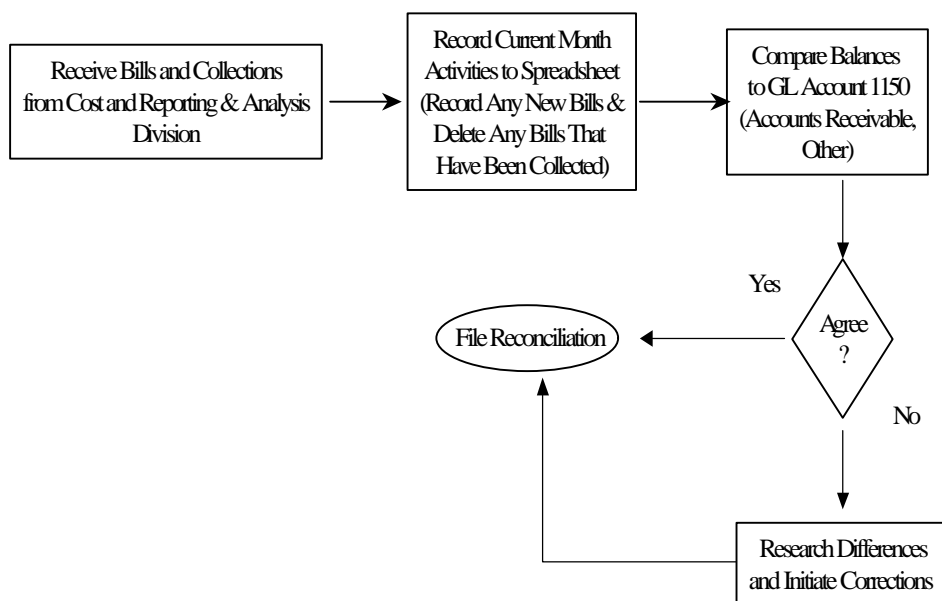 Receive Bills and Collections
from Cost and Reporting & Analysis
Division
Record Current Month
Activities to Spreadsheet
(Record Any New Bills &
Delete Any Bills That
Have Been Collected)
Compare Balances
to GL Account 1150
(Accounts Receivable,
Other)
Yes
Agree
?
File Reconciliation
No
Research Differences
and Initiate Corrections